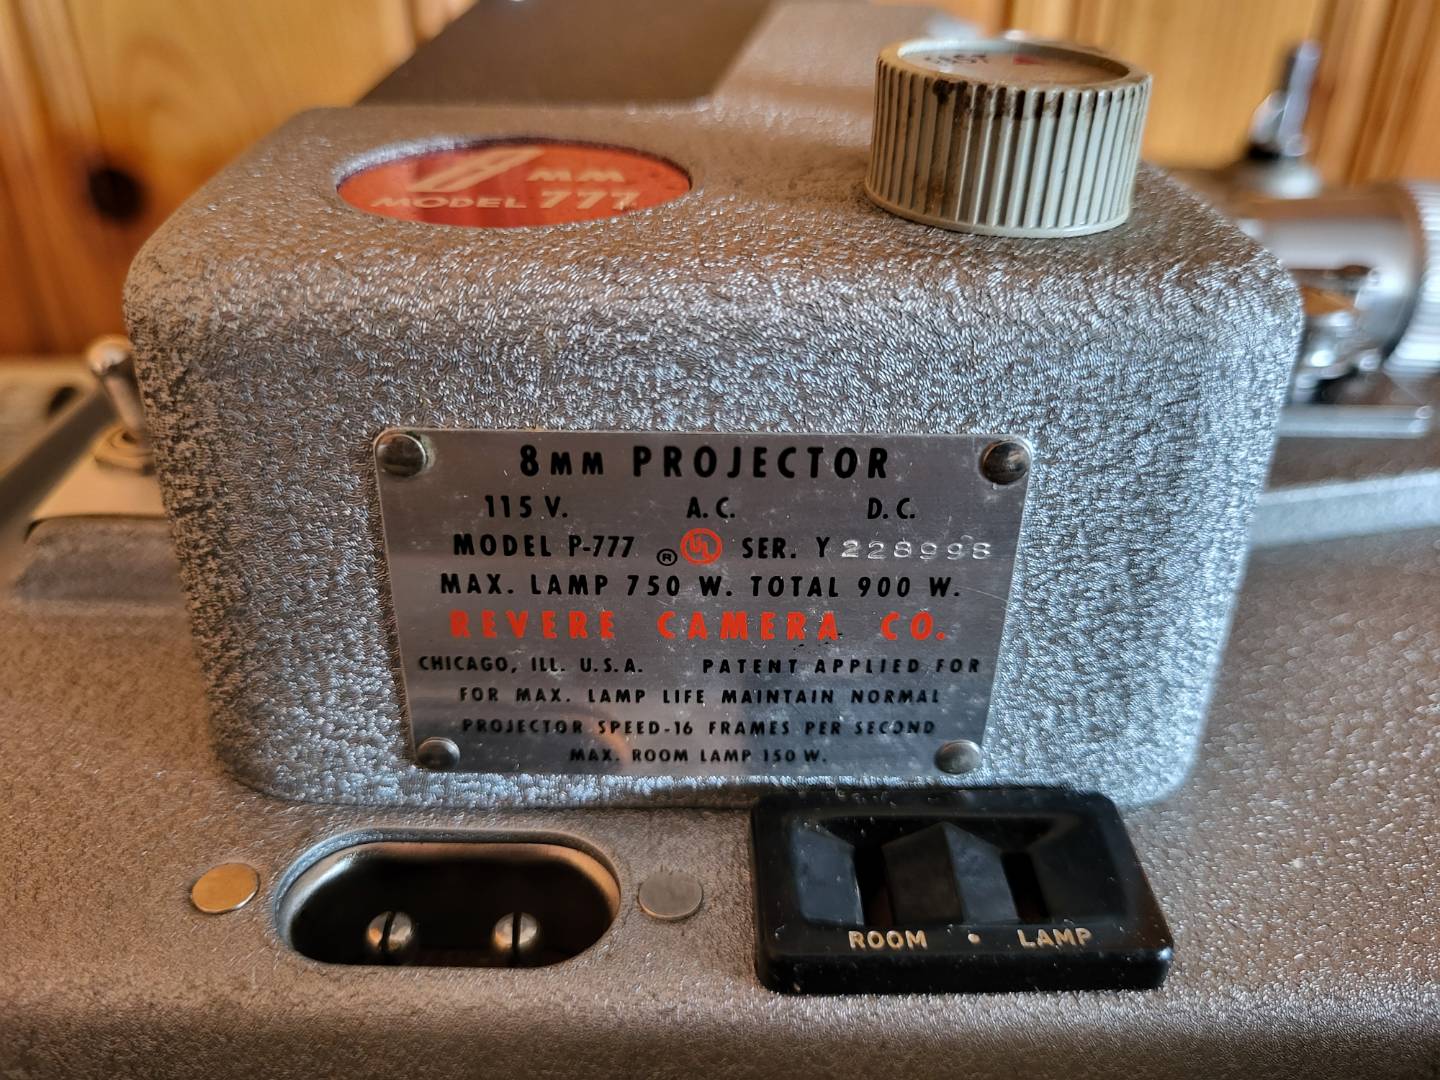 8 MM
MODEL 777
8MM PROJECTOR
115 V. A.C. D.C.
MODEL P-777 ® UL SER. Y 228998
MAX. LAMP 750 W. TOTAL 900 W.
REVERE CAMERA CO.
CHICAGO, ILL. U.S.A. PATENT APPLIED FOR
FOR MAX. LAMP LIFE MAINTAIN NORMAL
PROJECTOR SPEED-16 FRAMES PER SECOND
MAX. ROOM LAMP 150 W.
ROOM • LAMP